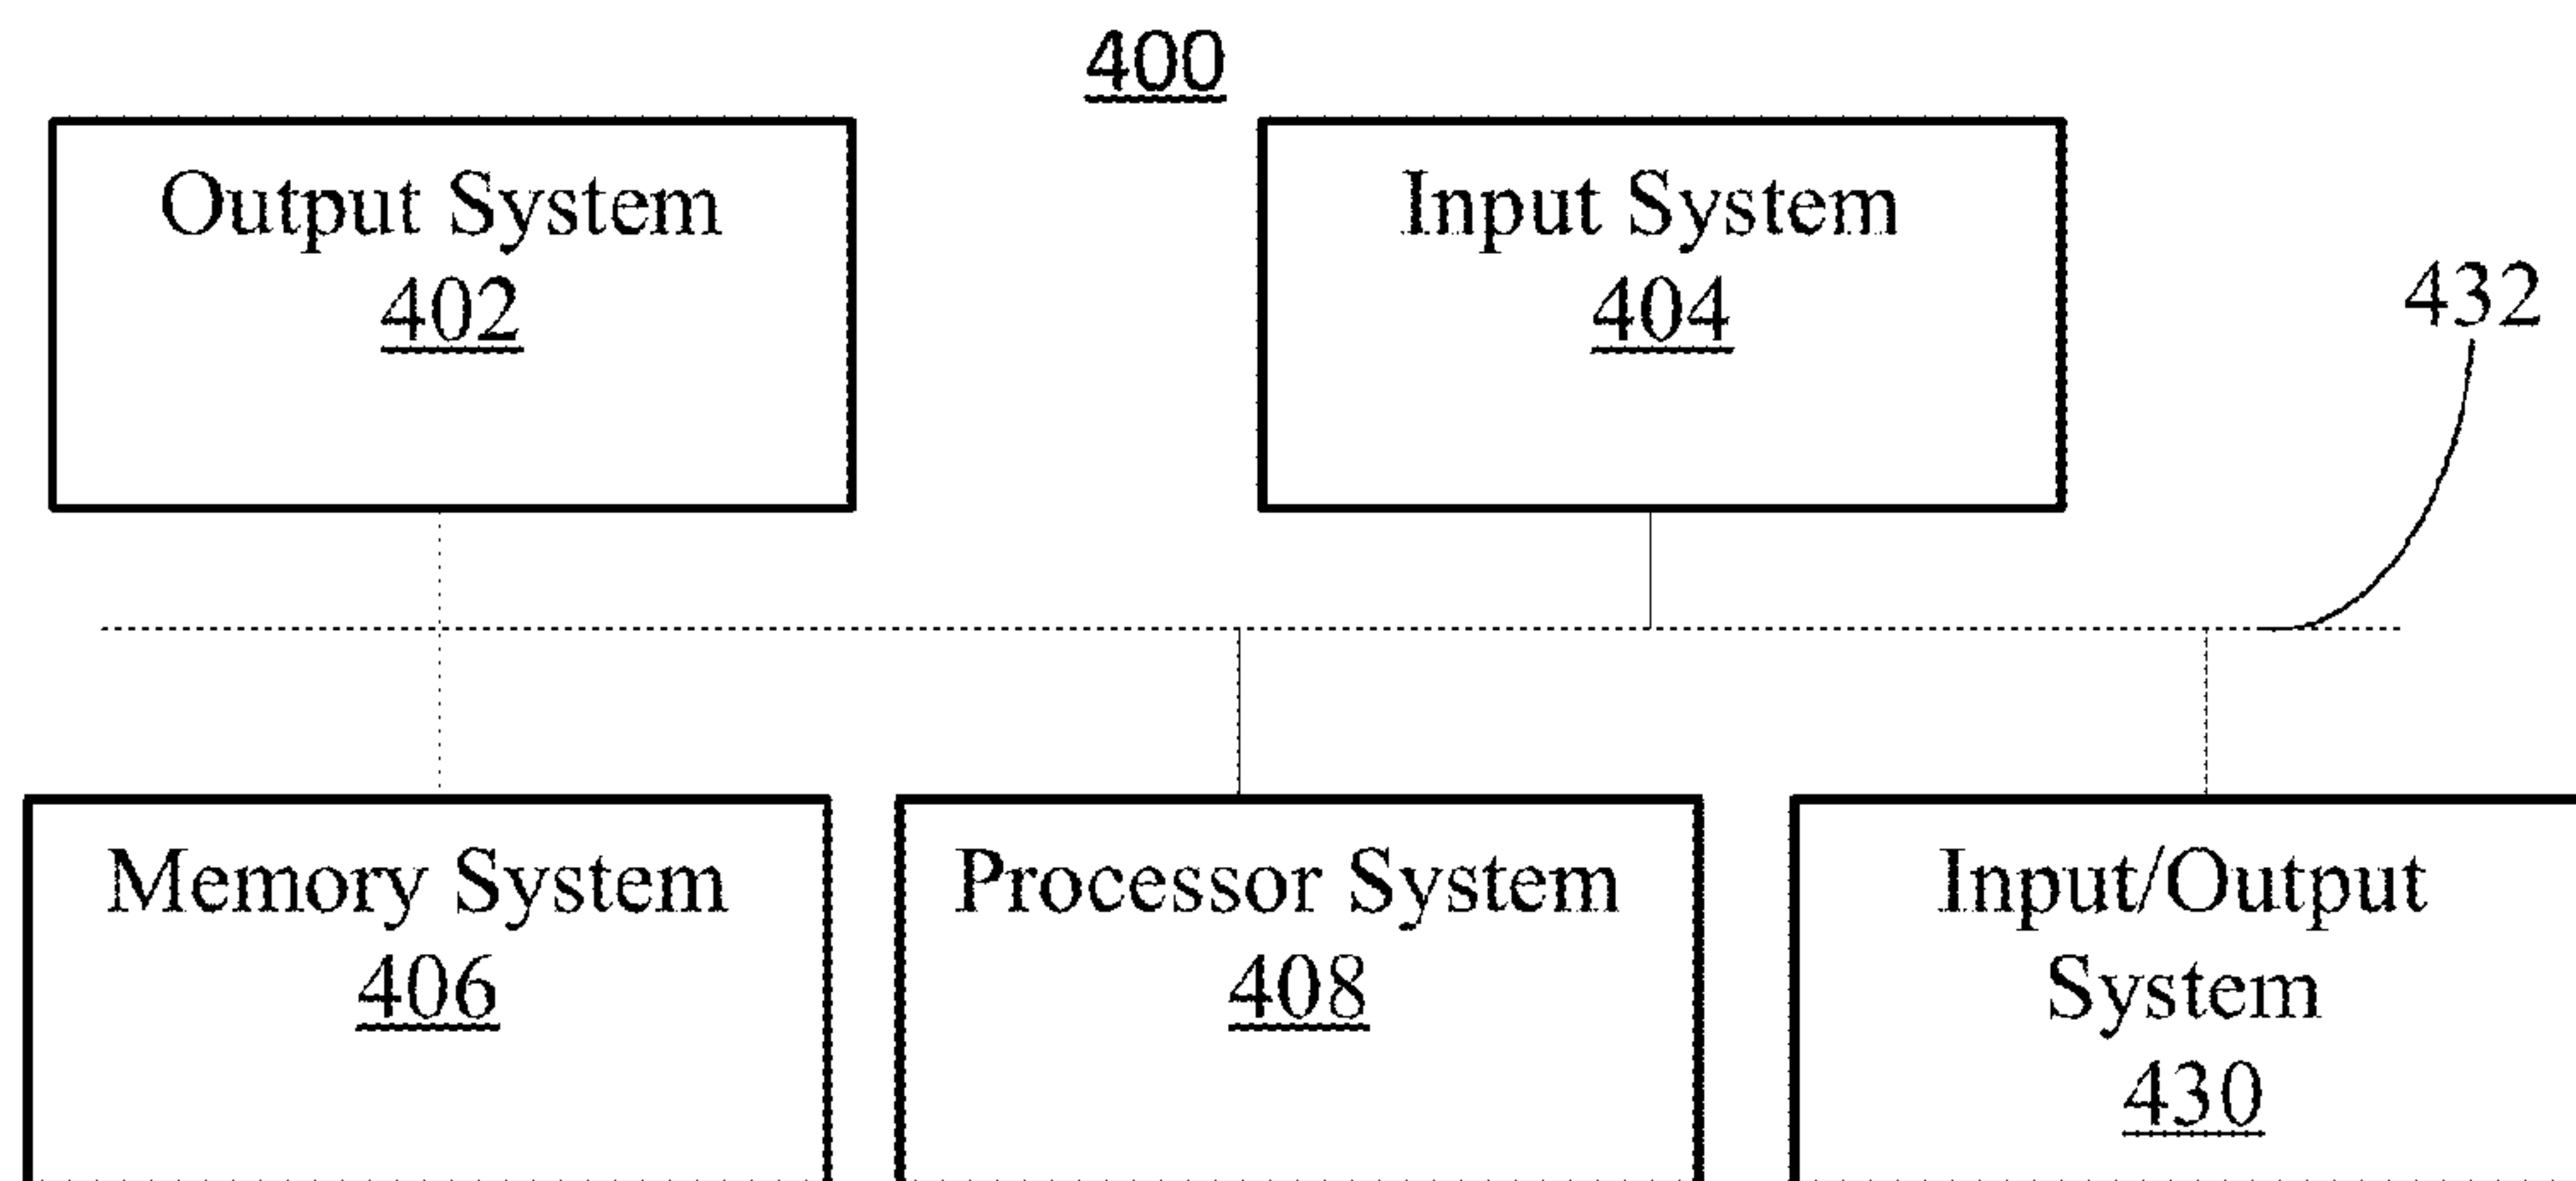 400
Output System
402
Input System
404
432
Memory System
406
Processor System
408
Input/Output
System
430